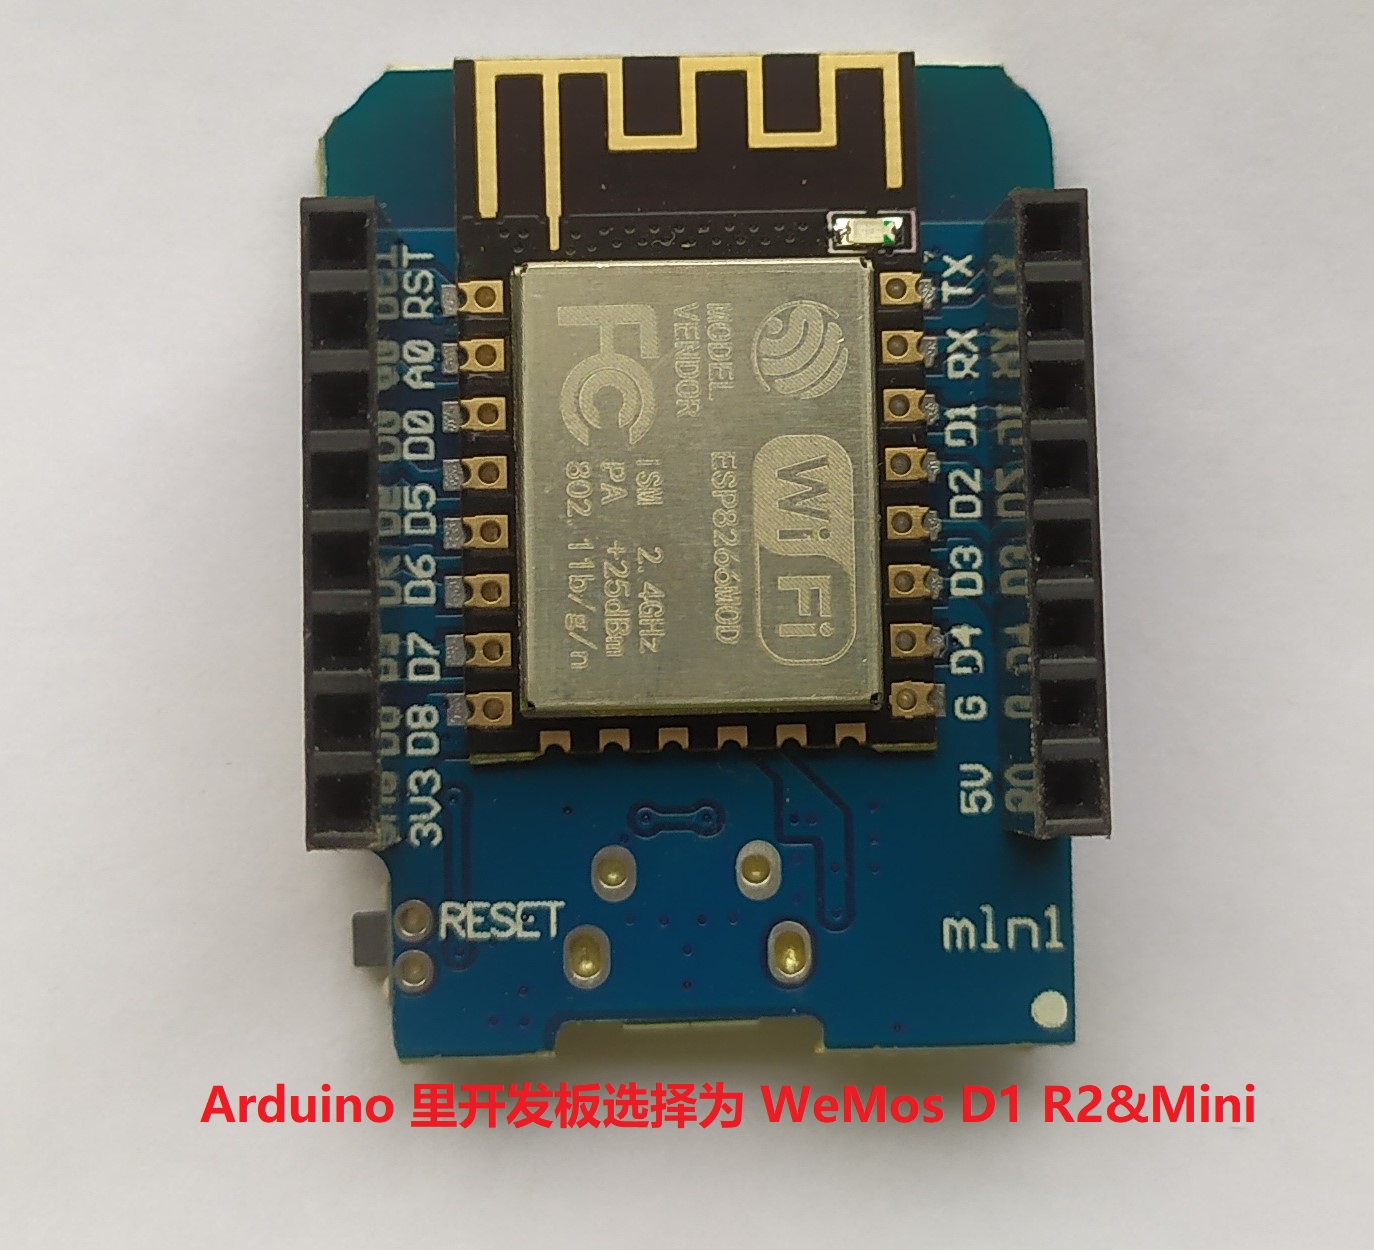 RST
A0
D0
D5
D6
D7
D8
3V3
TX
RX
D1
D2
D3
D4
G
5V
MODEL
VENDOR
ESP8266MOD
WiFi
FC
ISM 2.4GHz
PA +25dBm
802.11b/g/n
RESET
mini
Arduino 里开发板选择为 WeMos D1 R2&Mini